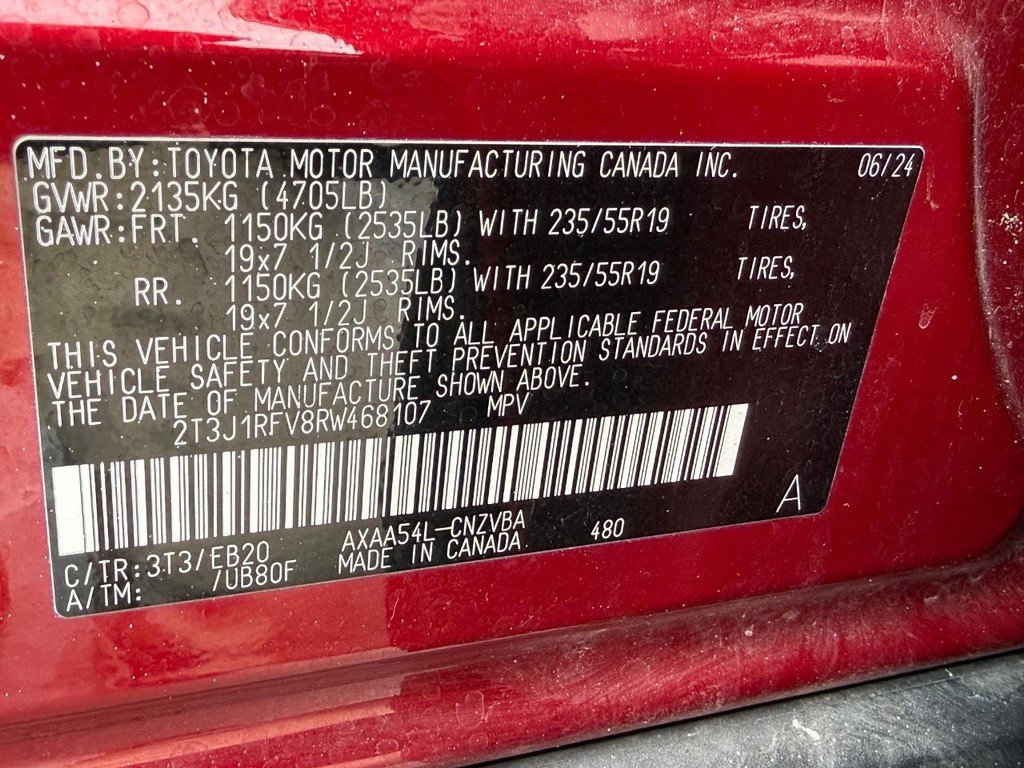 MFD. BY: TOYOTA MOTOR MANUFACTURING CANADA INC. 06/24
GVWR: 2135KG (4705LB)
GAWR: FRT. 1150KG (2535LB) WITH 235/55R19 TIRES,
19x7 1/2J RIMS.
RR. 1150KG (2535LB) WITH 235/55R19 TIRES,
19x7 1/2J RIMS.
THIS VEHICLE CONFORMS TO ALL APPLICABLE FEDERAL MOTOR
VEHICLE SAFETY AND THEFT PREVENTION STANDARDS IN EFFECT ON
THE DATE OF MANUFACTURE SHOWN ABOVE.
2T3J1RFV8RW468107 MPV
A
C/TR: 3T3/EB20 AXAA54L-CNZVBA 480
A/TM: /UB80F MADE IN CANADA